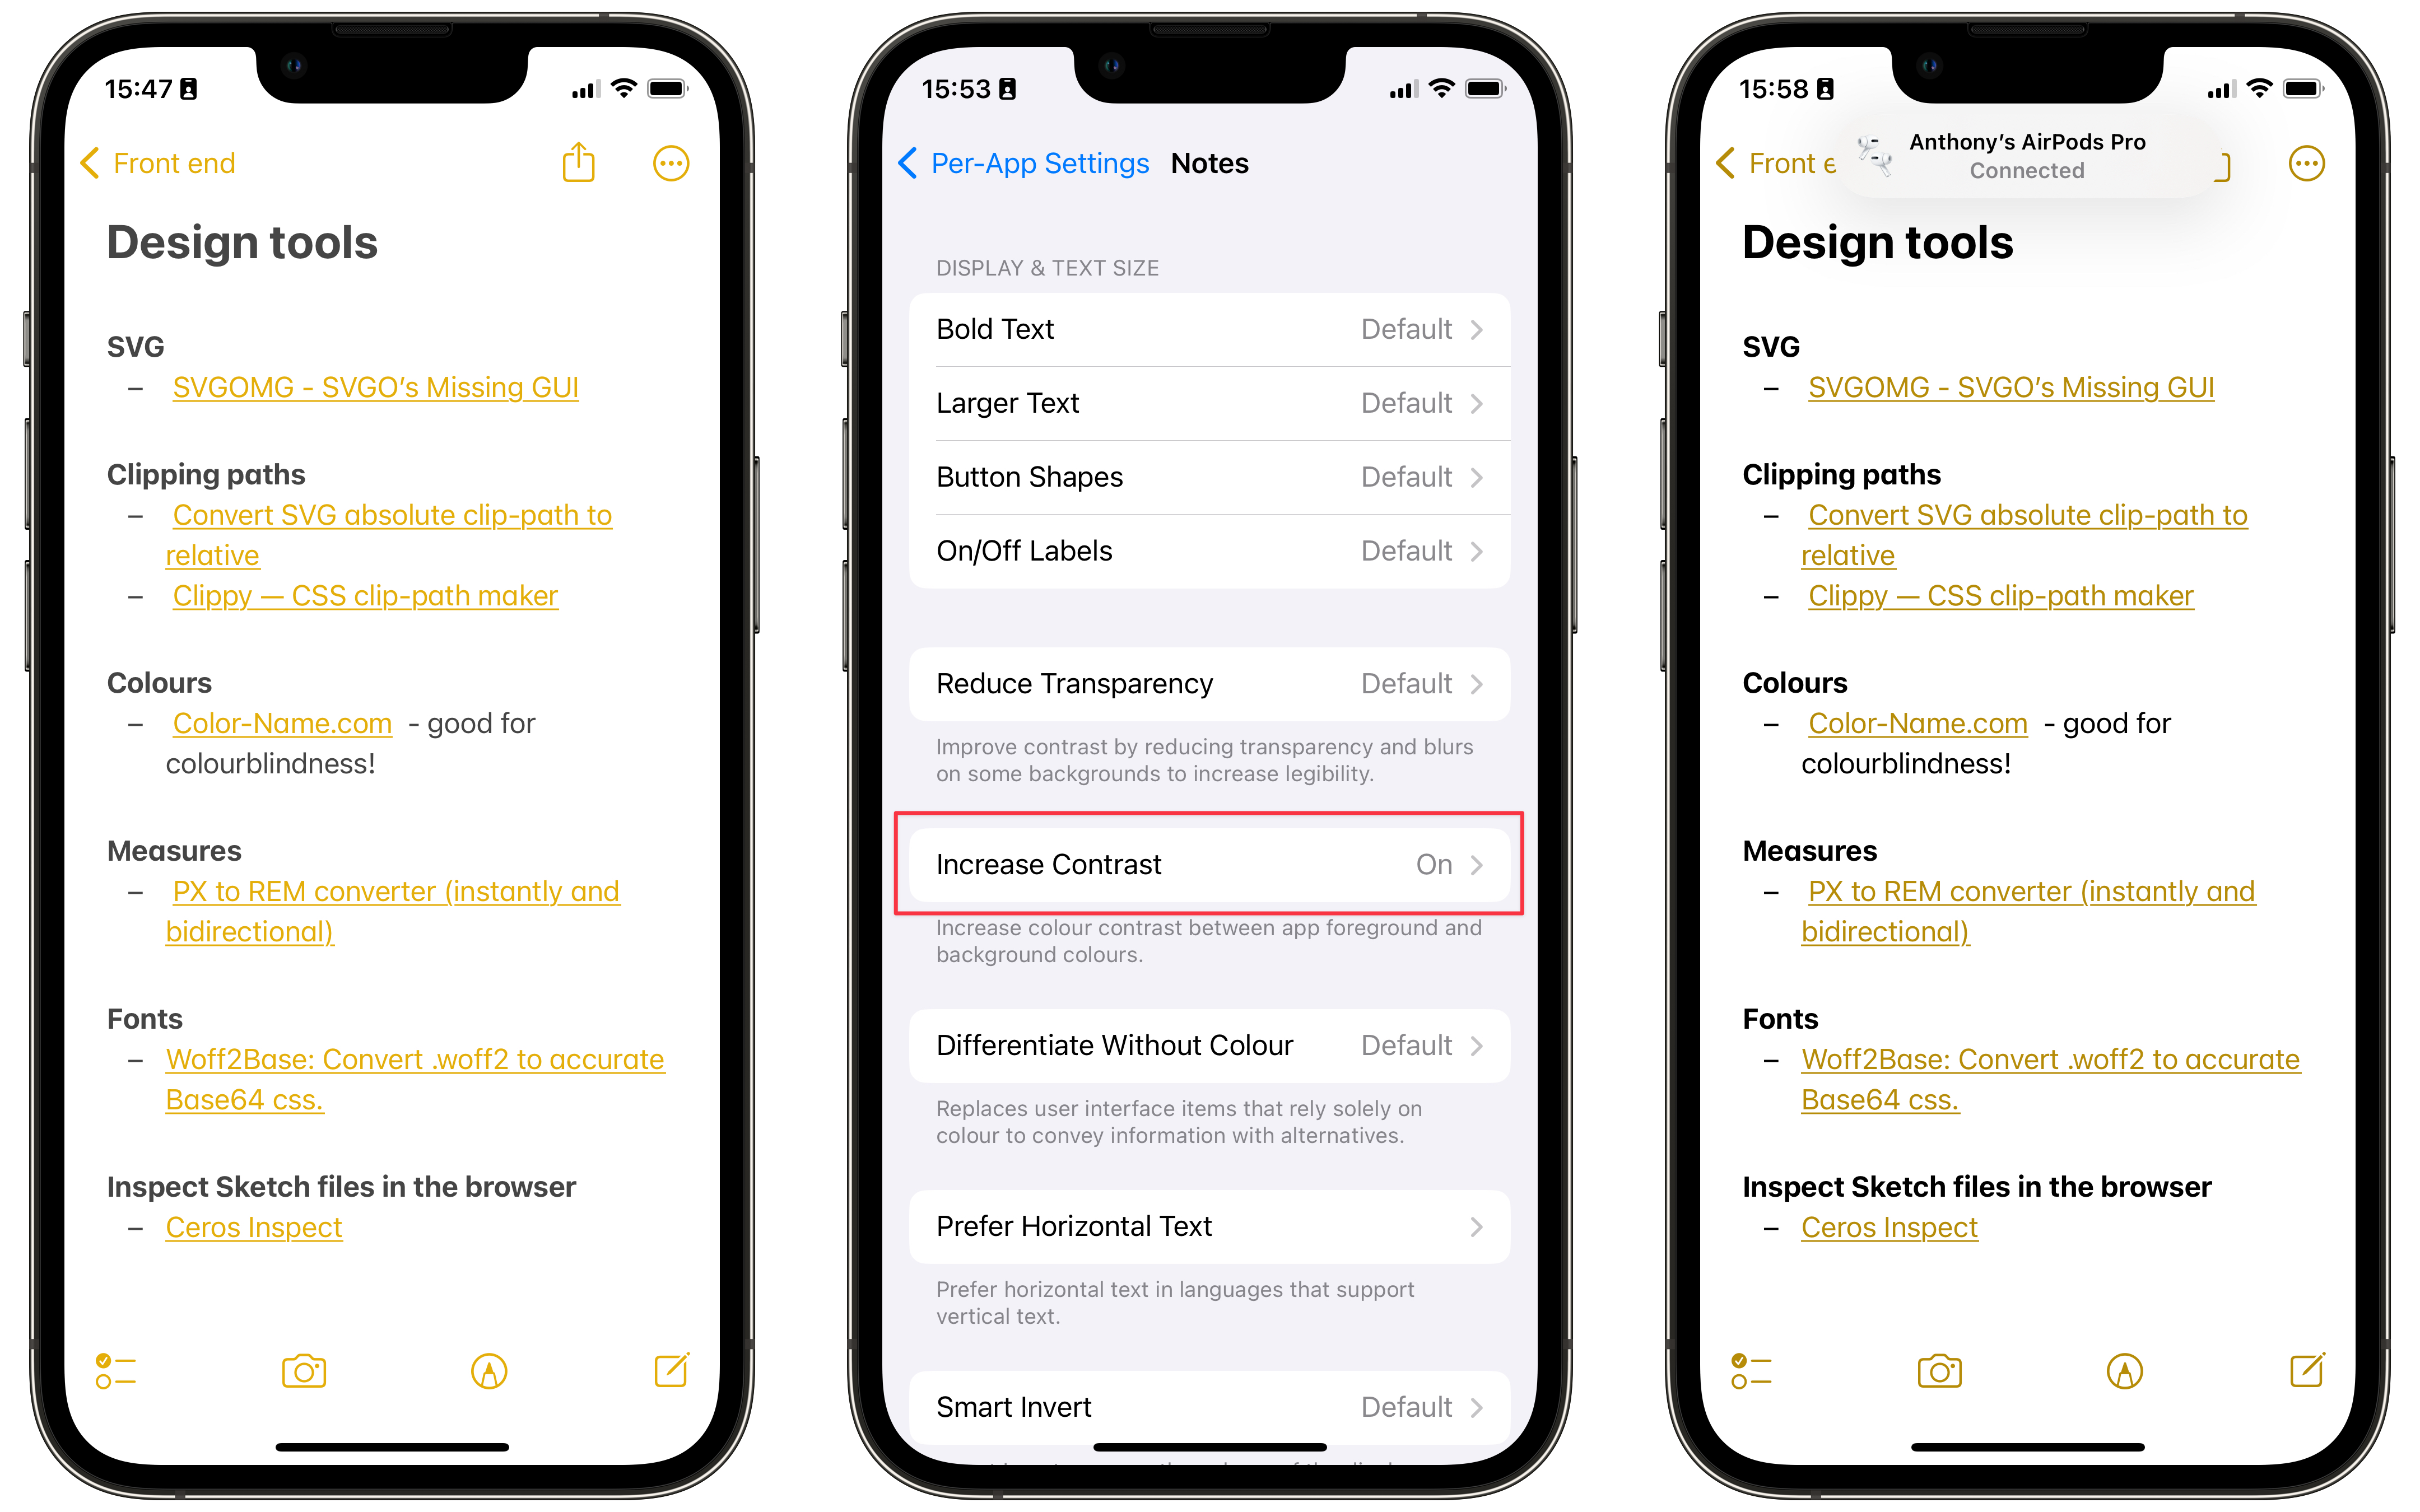 15:47
Front end
Design tools
SVG
– SVGOMG - SVGO’s Missing GUI
Clipping paths
– Convert SVG absolute clip-path to
relative
– Clippy — CSS clip-path maker
Colours
– Color-Name.com - good for
colourblindness!
Measures
– PX to REM converter (instantly and
bidirectional)
Fonts
– Woff2Base: Convert .woff2 to accurate
Base64 css.
Inspect Sketch files in the browser
– Ceros Inspect
15:53
Per-App Settings Notes
DISPLAY & TEXT SIZE
Bold Text Default
Larger Text Default
Button Shapes Default
On/Off Labels Default
Reduce Transparency Default
Improve contrast by reducing transparency and blurs
on some backgrounds to increase legibility.
Increase Contrast On
Increase colour contrast between app foreground and
background colours.
Differentiate Without Colour Default
Replaces user interface items that rely solely on
colour to convey information with alternatives.
Prefer Horizontal Text
Prefer horizontal text in languages that support
vertical text.
Smart Invert Default
15:58
Anthony’s AirPods Pro
Connected
Front e
Design tools
SVG
– SVGOMG - SVGO’s Missing GUI
Clipping paths
– Convert SVG absolute clip-path to
relative
– Clippy — CSS clip-path maker
Colours
– Color-Name.com - good for
colourblindness!
Measures
– PX to REM converter (instantly and
bidirectional)
Fonts
– Woff2Base: Convert .woff2 to accurate
Base64 css.
Inspect Sketch files in the browser
– Ceros Inspect